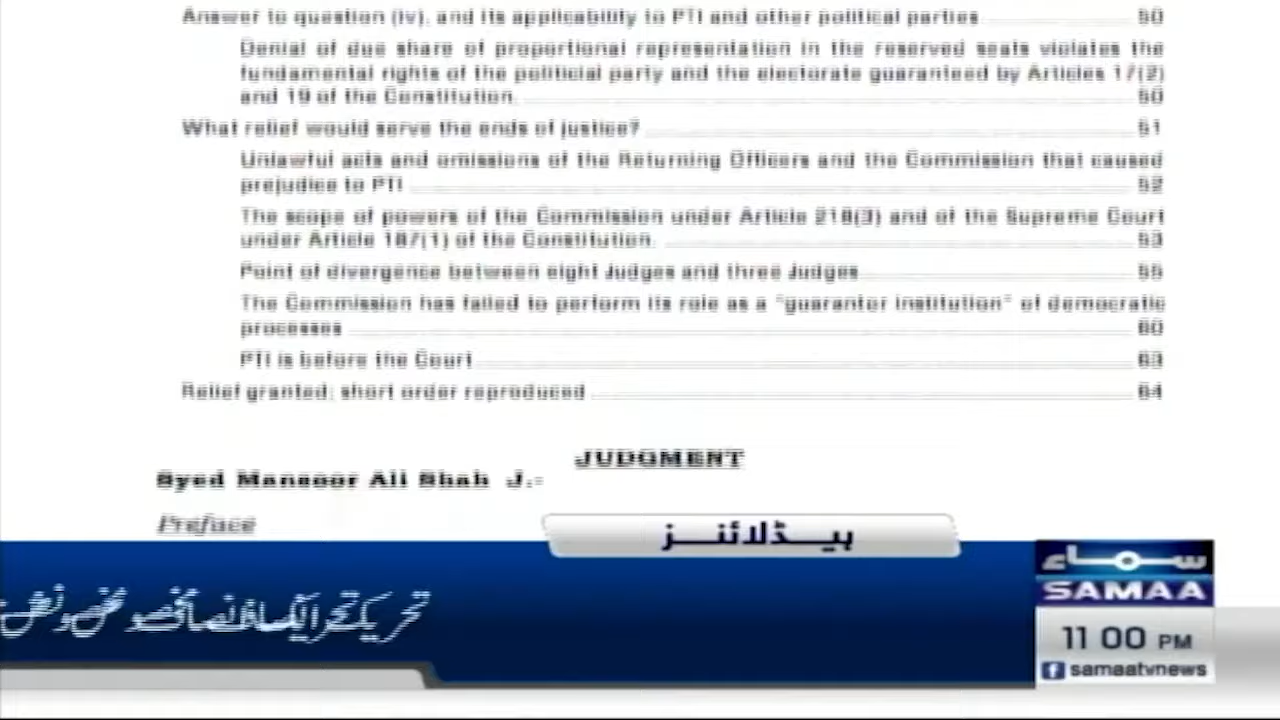 Answer to question (iv), and its applicability to PTI and other political parties 50
Denial of due share of proportional representation in the reserved seats violates the
fundamental rights of the politicial party and the electorate guaranteed by Articles 17(2)
and 19 of the Constitution 50
What relief would serve the ends of justice? 51
Unlawful acts and omissions of the Returning Officers and the Commission that caused
prejudice to PTI 52
The scope of powers of the Commission under Article 218(3) and of the Supreme Court
under Article 187(1) of the Constitution 53
Point of divergence between eight Judges and three Judges 55
The Commission has failed to perform its role as a "guarantor institution" of democratic
processes 60
PTI is before the Court 63
Relief granted: short order reproduced 64
JUDGMENT
Syed Mansoor Ali Shah J.-
Preface
ہیڈلائنز
سماء
SAMAA
11 00 PM
samaatvnews